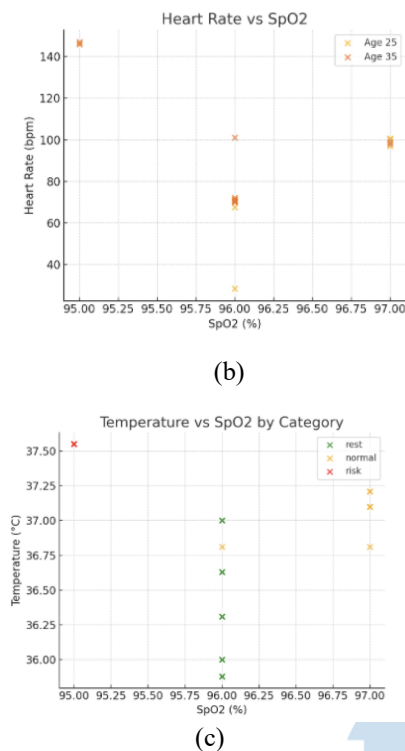 Heart Rate vs SpO2
Age 25
Age 35
140
120
100
80
60
40
Heart Rate (bpm)
95.00 95.25 95.50 95.75 96.00 96.25 96.50 96.75 97.00
SpO2 (%)
(b)
Temperature vs SpO2 by Category
rest
normal
risk
37.50
37.25
37.00
36.75
36.50
36.25
36.00
Temperature (°C)
95.00 95.25 95.50 95.75 96.00 96.25 96.50 96.75 97.00
SpO2 (%)
(c)